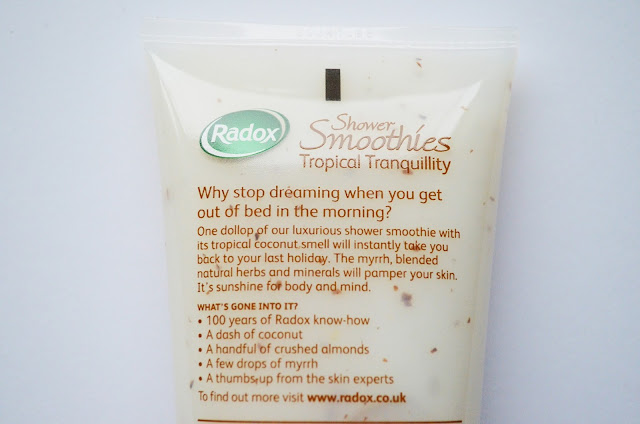 Radox
Shower
Smoothies
Tropical Tranquillity
Why stop dreaming when you get
out of bed in the morning?
One dollop of our luxurious shower smoothie with
its tropical coconut smell will instantly take you
back to your last holiday. The myrrh, blended
natural herbs and minerals will pamper your skin.
It's sunshine for body and mind.
WHAT'S GONE INTO IT?
• 100 years of Radox know-how
• A dash of coconut
• A handful of crushed almonds
• A few drops of myrrh
• A thumbs up from the skin experts
To find out more visit www.radox.co.uk